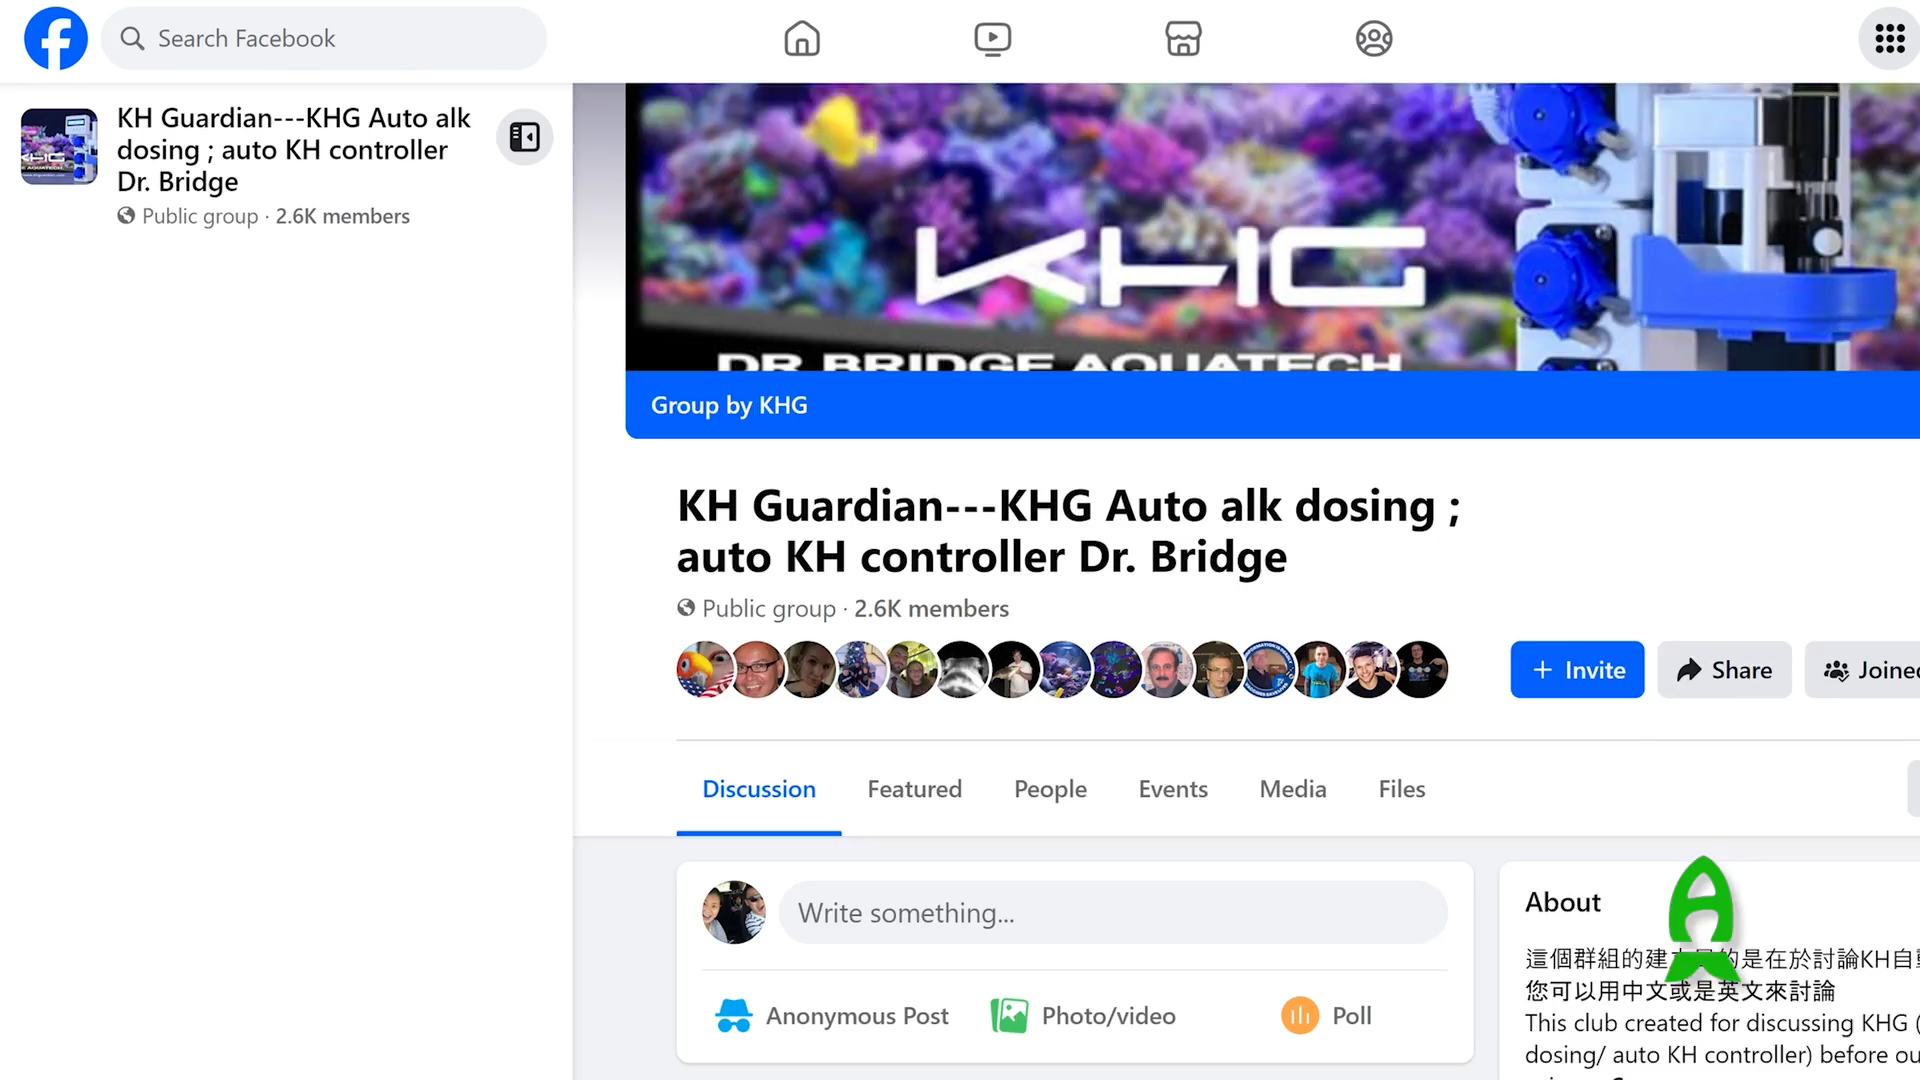 Search Facebook
KH Guardian---KHG Auto alk
dosing ; auto KH controller
Dr. Bridge
Public group · 2.6K members
KHG
DR BRIDGE AQUATECH
Group by KHG
KH Guardian---KHG Auto alk dosing ;
auto KH controller Dr. Bridge
Public group · 2.6K members
+ Invite
Share
Joined
Discussion
Featured
People
Events
Media
Files
Write something...
Anonymous Post
Photo/video
Poll
About
這個群組的建
的是在於討論KH自
您可以用中文或是英文來討論
This club created for discussing KHG (
dosing/ auto KH controller) before